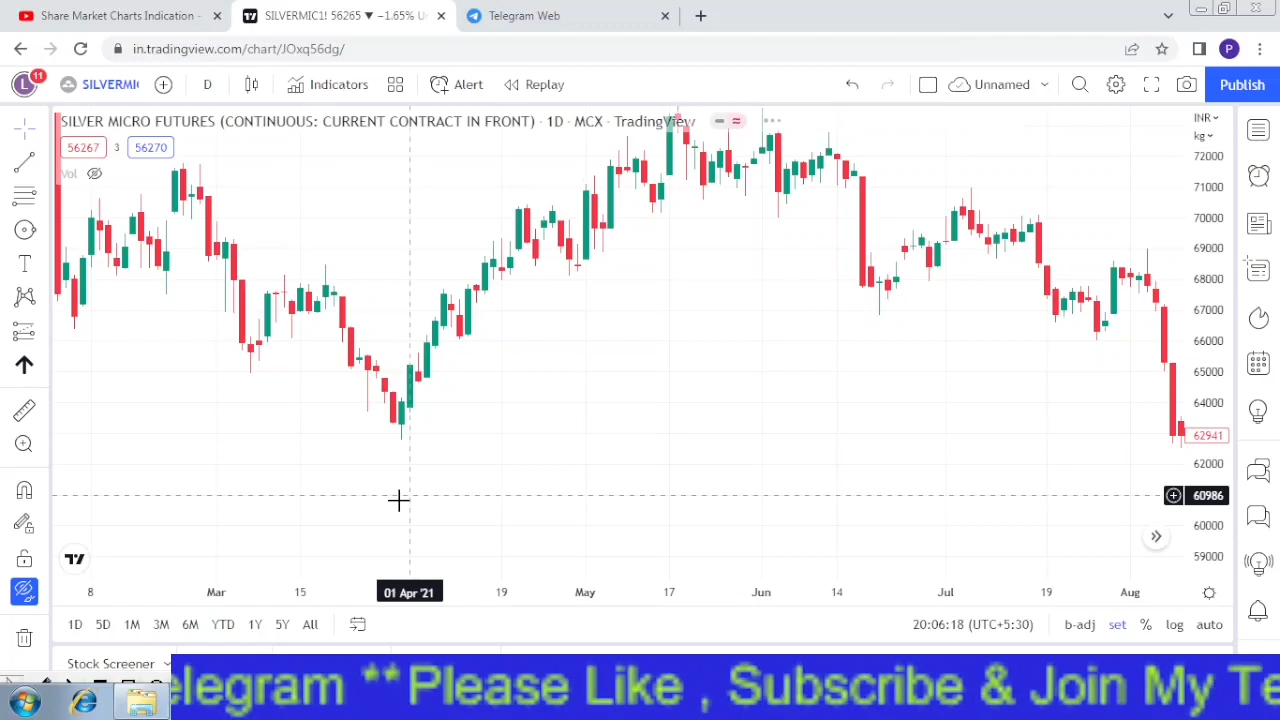 Share Market Charts Indication -
SILVERMIC1! 56265 ▼ −1.65% Un
Telegram Web
in.tradingview.com/chart/JOxq56dg/
P
L
11
SILVERMIC
D
Indicators
Alert
Replay
Unnamed
Publish
SILVER MICRO FUTURES (CONTINUOUS: CURRENT CONTRACT IN FRONT) · 1D · MCX · TradingView
INR
kg
56267
3
56270
Vol
72000
71000
70000
69000
68000
67000
66000
65000
64000
62941
62000
60986
60000
59000
8
Mar
15
01 Apr '21
19
May
17
Jun
14
Jul
19
Aug
1D
5D
1M
3M
6M
YTD
1Y
5Y
All
20:06:18 (UTC+5:30)
b-adj
set
%
log
auto
Stock Screener
elegram **Please Like , Subscribe & Join My Te